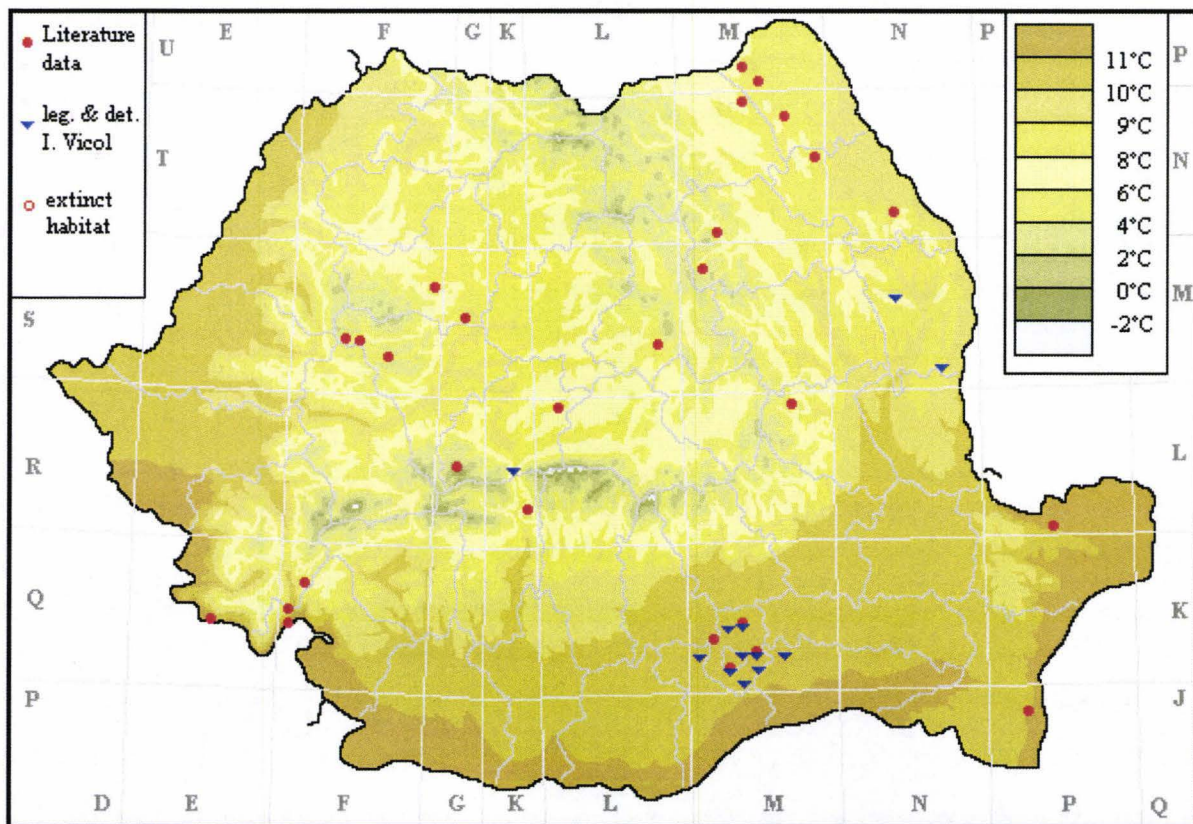 Literature
data
leg. & det.
I. Vicol
extinct
habitat
E F G K L M N P
U
T
S
R
Q
P
11°C
10°C
9°C
8°C
6°C
4°C
2°C
0°C
-2°C
P
N
M
L
K
J
D E F G K L M N P Q